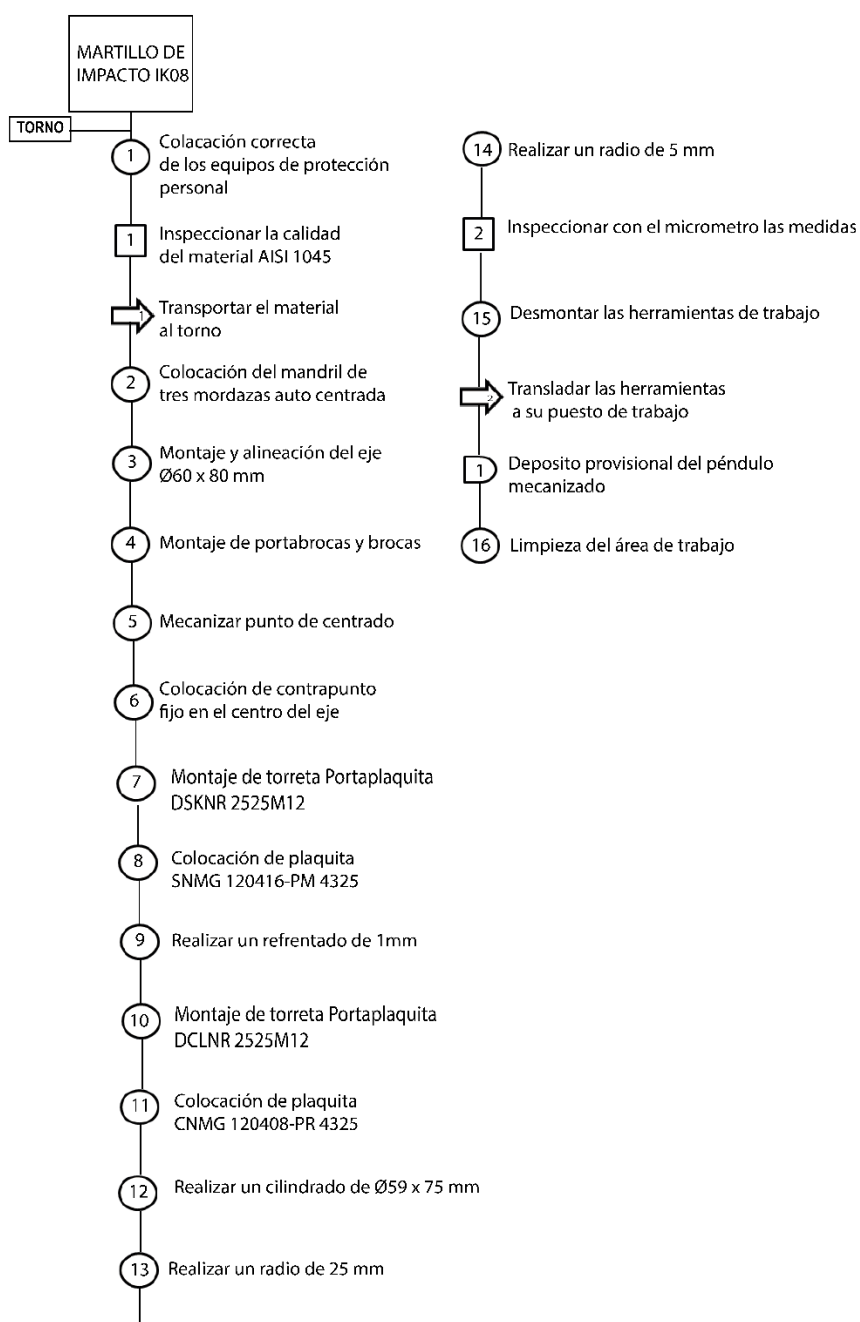 MARTILLO DE
IMPACTO IK08
TORNO
1 Colacación correcta
de los equipos de protección
personal
1 Inspeccionar la calidad
del material AISI 1045
1 Transportar el material
al torno
2 Colocación del mandril de
tres mordazas auto centrada
3 Montaje y alineación del eje
Ø60 x 80 mm
4 Montaje de portabrocas y brocas
5 Mecanizar punto de centrado
6 Colocación de contrapunto
fijo en el centro del eje
7 Montaje de torreta Portaplaquita
DSKNR 2525M12
8 Colocación de plaquita
SNMG 120416-PM 4325
9 Realizar un refrentado de 1mm
10 Montaje de torreta Portaplaquita
DCLNR 2525M12
11 Colocación de plaquita
CNMG 120408-PR 4325
12 Realizar un cilindrado de Ø59 x 75 mm
13 Realizar un radio de 25 mm
14 Realizar un radio de 5 mm
2 Inspeccionar con el micrometro las medidas
15 Desmontar las herramientas de trabajo
2 Transladar las herramientas
a su puesto de trabajo
1 Deposito provisional del péndulo
mecanizado
16 Limpieza del área de trabajo